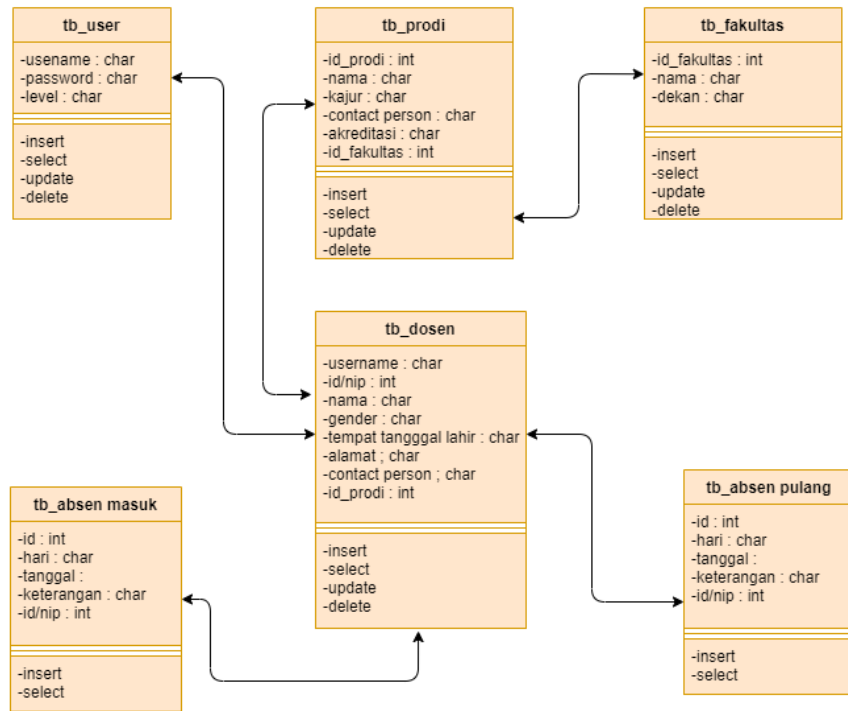 tb_user
-usename : char
-password : char
-level : char
-insert
-select
-update
-delete
tb_prodi
-id_prodi : int
-nama : char
-kajur : char
-contact person : char
-akreditasi : char
-id_fakultas : int
-insert
-select
-update
-delete
tb_fakultas
-id_fakultas : int
-nama : char
-dekan : char
-insert
-select
-update
-delete
tb_dosen
-username : char
-id/nip : int
-nama : char
-gender : char
-tempat tangggal lahir : char
-alamat ; char
-contact person ; char
-id_prodi : int
-insert
-select
-update
-delete
tb_absen masuk
-id : int
-hari : char
-tanggal :
-keterangan : char
-id/nip : int
-insert
-select
tb_absen pulang
-id : int
-hari : char
-tanggal :
-keterangan : char
-id/nip : int
-insert
-select